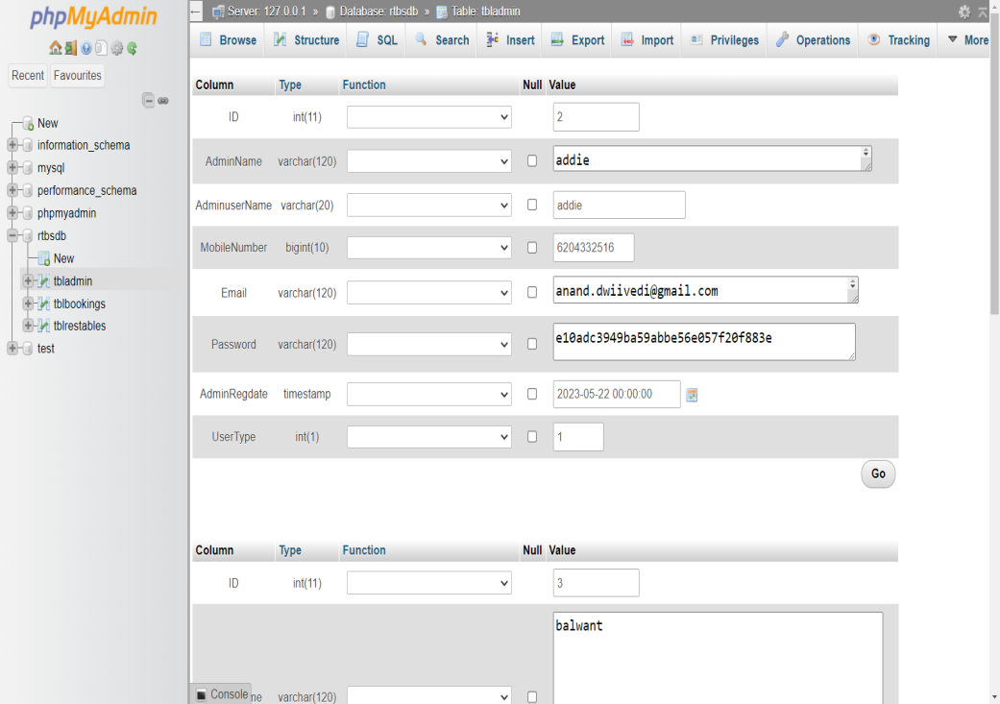 phpMyAdmin
Recent Favourites
New
information_schema
mysql
performance_schema
phpmyadmin
rtbsdb
New
tbladmin
tblbookings
tblrestables
test
Server: 127.0.0.1 » Database: rtbsdb » Table: tbladmin
Browse Structure SQL Search Insert Export Import Privileges Operations Tracking More
Column Type Function Null Value
ID int(11) 2
AdminName varchar(120) addie
AdminuserName varchar(20) addie
MobileNumber bigint(10) 6204332516
Email varchar(120) anand.dwiivedi@gmail.com
Password varchar(120) e10adc3949ba59abbe56e057f20f883e
AdminRegdate timestamp 2023-05-22 00:00:00
UserType int(1) 1
Go
Column Type Function Null Value
ID int(11) 3
balwant
Console me varchar(120)